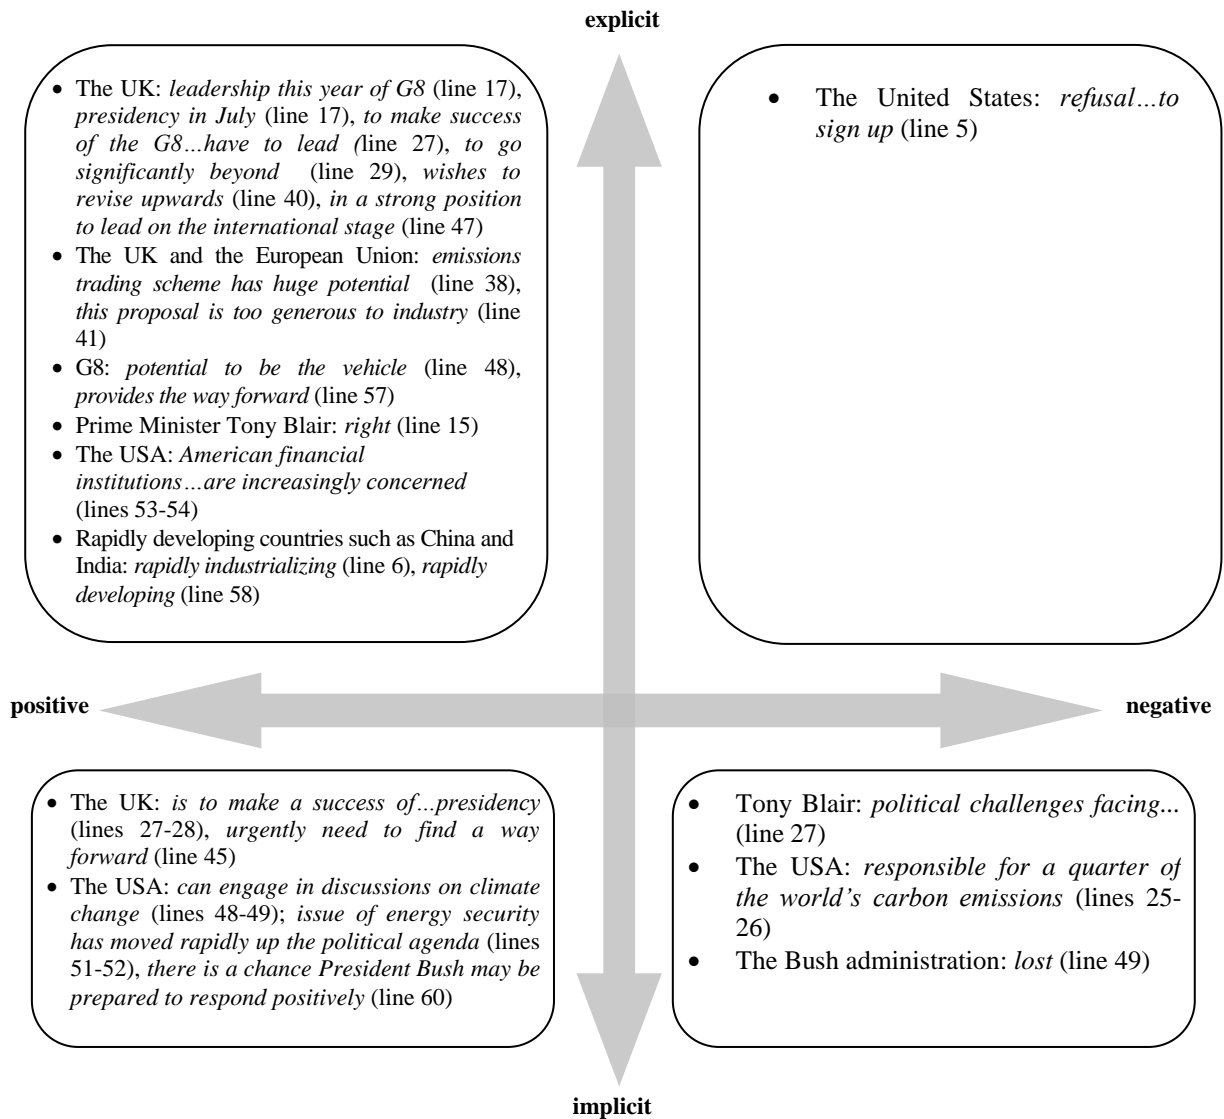 explicit
• The UK: leadership this year of G8 (line 17),
presidency in July (line 17), to make success
of the G8…have to lead (line 27), to go
significantly beyond (line 29), wishes to
revise upwards (line 40), in a strong position
to lead on the international stage (line 47)
• The UK and the European Union: emissions
trading scheme has huge potential (line 38),
this proposal is too generous to industry (line
41)
• G8: potential to be the vehicle (line 48),
provides the way forward (line 57)
• Prime Minister Tony Blair: right (line 15)
• The USA: American financial
institutions…are increasingly concerned
(lines 53-54)
• Rapidly developing countries such as China and
India: rapidly industrializing (line 6), rapidly
developing (line 58)
• The United States: refusal…to
sign up (line 5)
positive
negative
• The UK: is to make a success of…presidency
(lines 27-28), urgently need to find a way
forward (line 45)
• The USA: can engage in discussions on climate
change (lines 48-49); issue of energy security
has moved rapidly up the political agenda (lines
51-52), there is a chance President Bush may be
prepared to respond positively (line 60)
• Tony Blair: political challenges facing...
(line 27)
• The USA: responsible for a quarter of
the world's carbon emissions (lines 25-
26)
• The Bush administration: lost (line 49)
implicit